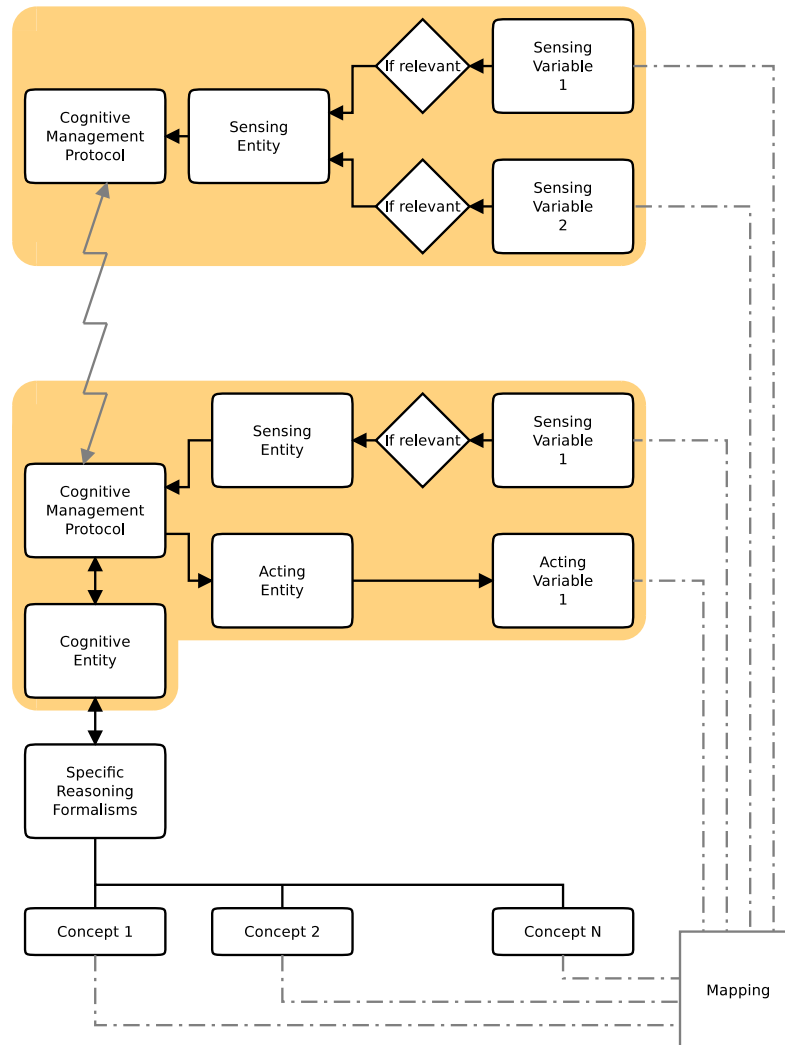 If relevant
Sensing
Variable
1
Cognitive
Management
Protocol
Sensing
Entity
If relevant
Sensing
Variable
2
Sensing
Entity
If relevant
Sensing
Variable
1
Cognitive
Management
Protocol
Acting
Entity
Acting
Variable
1
Cognitive
Entity
Specific
Reasoning
Formalisms
Concept 1
Concept 2
Concept N
Mapping